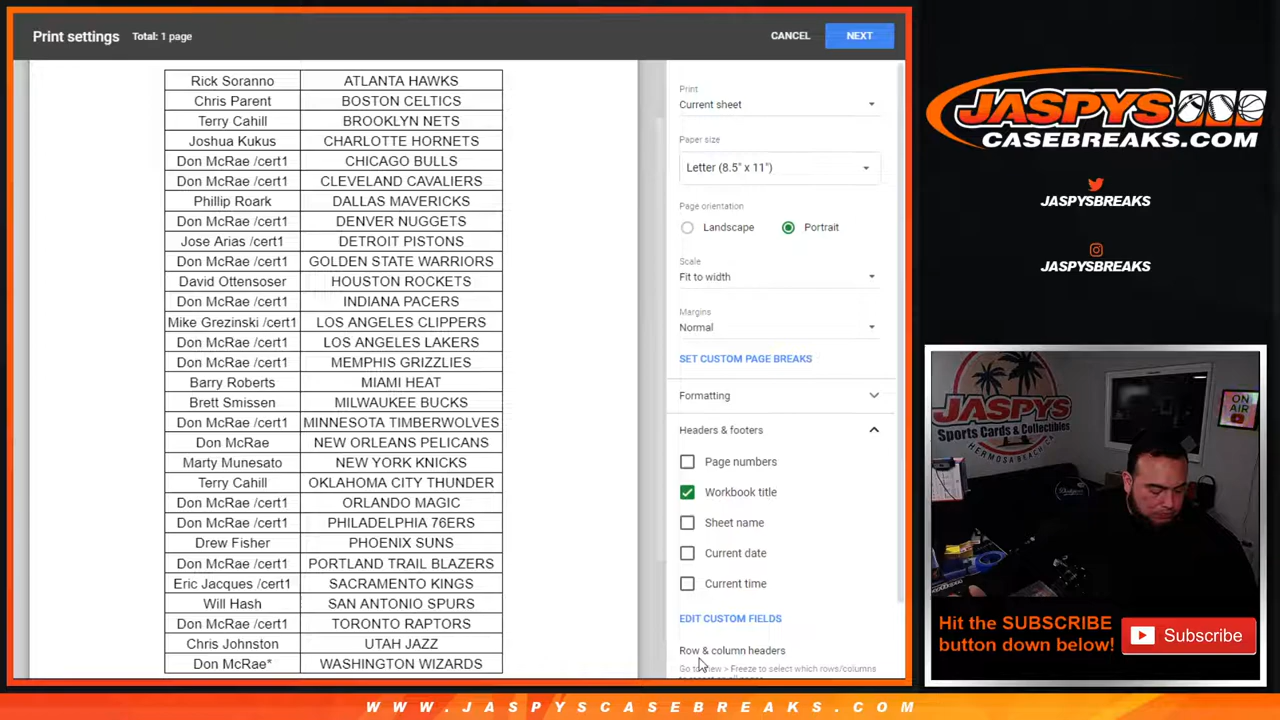 Print settings Total: 1 page
CANCEL NEXT
Rick Soranno ATLANTA HAWKS
Chris Parent BOSTON CELTICS
Terry Cahill BROOKLYN NETS
Joshua Kukus CHARLOTTE HORNETS
Don McRae /cert1 CHICAGO BULLS
Don McRae /cert1 CLEVELAND CAVALIERS
Phillip Roark DALLAS MAVERICKS
Don McRae /cert1 DENVER NUGGETS
Jose Arias /cert1 DETROIT PISTONS
Don McRae /cert1 GOLDEN STATE WARRIORS
David Ottensoser HOUSTON ROCKETS
Don McRae /cert1 INDIANA PACERS
Mike Grezinski /cert1 LOS ANGELES CLIPPERS
Don McRae /cert1 LOS ANGELES LAKERS
Don McRae /cert1 MEMPHIS GRIZZLIES
Barry Roberts MIAMI HEAT
Brett Smissen MILWAUKEE BUCKS
Don McRae /cert1 MINNESOTA TIMBERWOLVES
Don McRae NEW ORLEANS PELICANS
Marty Munesato NEW YORK KNICKS
Terry Cahill OKLAHOMA CITY THUNDER
Don McRae /cert1 ORLANDO MAGIC
Don McRae /cert1 PHILADELPHIA 76ERS
Drew Fisher PHOENIX SUNS
Don McRae /cert1 PORTLAND TRAIL BLAZERS
Eric Jacques /cert1 SACRAMENTO KINGS
Will Hash SAN ANTONIO SPURS
Don McRae /cert1 TORONTO RAPTORS
Chris Johnston UTAH JAZZ
Don McRae* WASHINGTON WIZARDS
Print
Current sheet
Paper size
Letter (8.5" x 11")
Page orientation
Landscape Portrait
Scale
Fit to width
Margins
Normal
SET CUSTOM PAGE BREAKS
Formatting
Headers & footers
Page numbers
Workbook title
Sheet name
Current date
Current time
EDIT CUSTOM FIELDS
Row & column headers
Go to View > Freeze to select which rows/columns
JASPYS
CASEBREAKS.COM
JASPYSBREAKS
JASPYSBREAKS
JASPYS
Sports Cards & Collectibles
HERMOSA BEACH
ON AIR
Hit the SUBSCRIBE
button down below!
Subscribe
WWW.JASPYSCASEBREAKS.COM